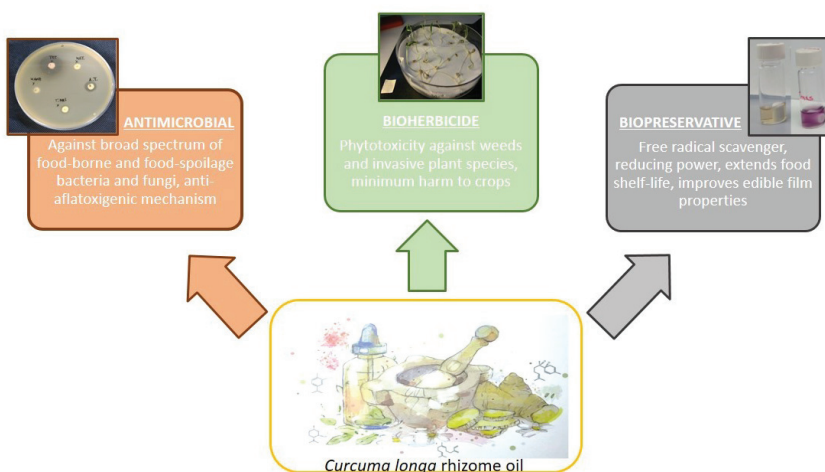 ANTIMICROBIAL
Against broad spectrum of
food-borne and food-spoilage
bacteria and fungi, anti-
aflatoxigenic mechanism
BIOHERBICIDE
Phytotoxicity against weeds
and invasive plant species,
minimum harm to crops
BIOPRESERVATIVE
Free radical scavenger,
reducing power, extends food
shelf-life, improves edible film
properties
Curcuma longa rhizome oil